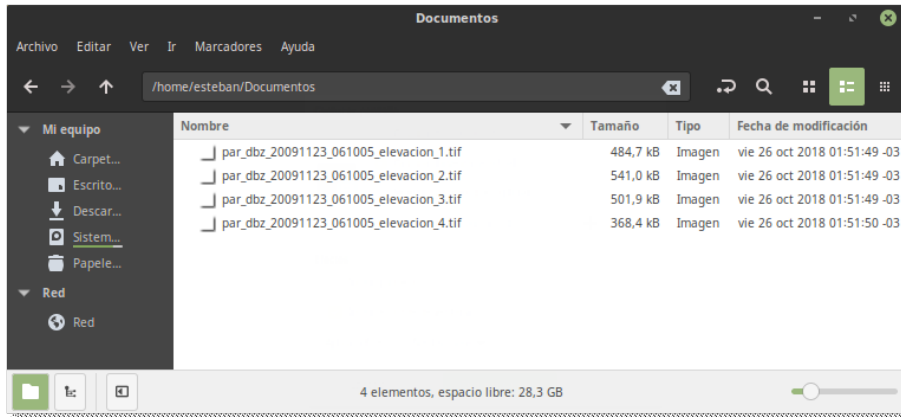 Documentos
Archivo Editar Ver Ir Marcadores Ayuda
/home/esteban/Documentos
Mi equipo
Carpet...
Escrito...
Descar...
Sistem...
Papele...
Red
Red
Nombre Tamaño Tipo Fecha de modificación
par_dbz_20091123_061005_elevacion_1.tif 484,7 kB Imagen vie 26 oct 2018 01:51:49 -03
par_dbz_20091123_061005_elevacion_2.tif 541,0 kB Imagen vie 26 oct 2018 01:51:49 -03
par_dbz_20091123_061005_elevacion_3.tif 501,9 kB Imagen vie 26 oct 2018 01:51:49 -03
par_dbz_20091123_061005_elevacion_4.tif 368,4 kB Imagen vie 26 oct 2018 01:51:50 -03
4 elementos, espacio libre: 28,3 GB